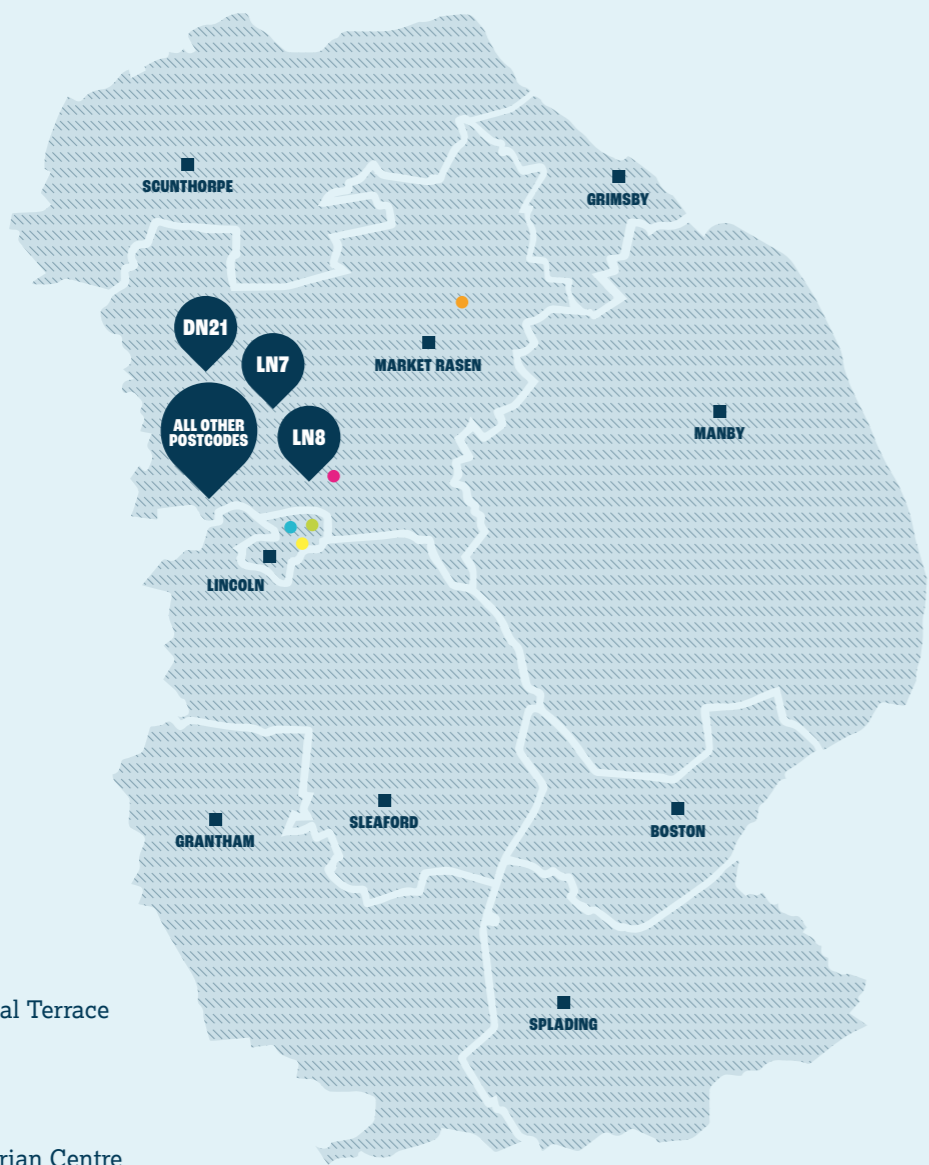 SCUNTHORPE
GRIMSBY
DN21
LN7
MARKET RASEN
ALL OTHER
POSTCODES
LN8
MANBY
LINCOLN
SLEAFORD
GRANTHAM
BOSTON
al Terrace
SPLADING
rian Centre